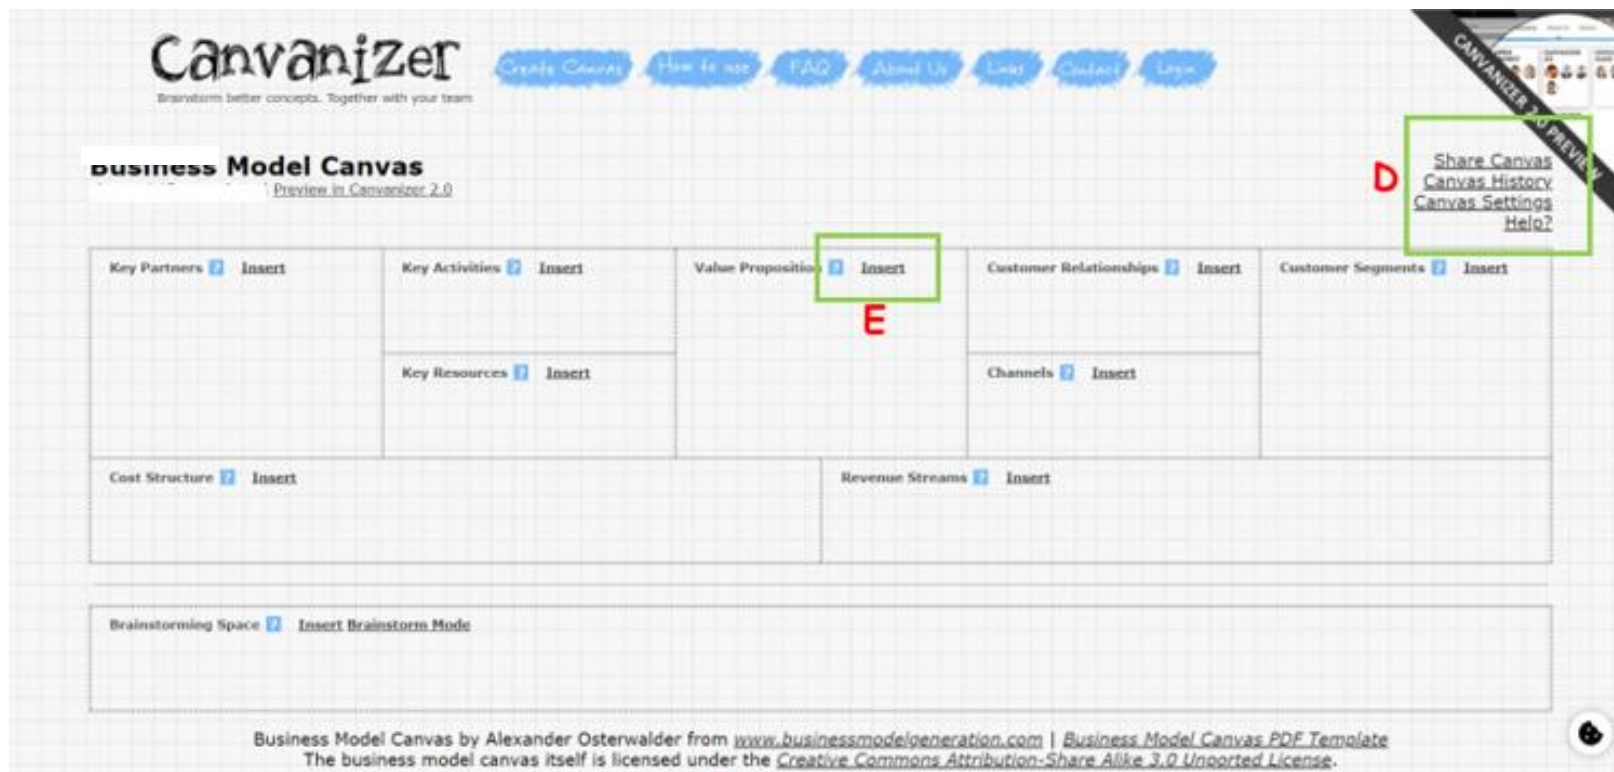 Canvanizer
Brainstorm better concepts. Together with your team
Create Canvas How to use FAQ About Us Links Contact Login
CANVANIZER 2.0 PREVIEW
Business Model Canvas
Preview in Canvanizer 2.0
D
Share Canvas
Canvas History
Canvas Settings
Help?
Key Partners ? Insert
Key Activities ? Insert
Value Proposition ? Insert
Customer Relationships ? Insert
Customer Segments ? Insert
E
Key Resources ? Insert
Channels ? Insert
Cost Structure ? Insert
Revenue Streams ? Insert
Brainstorming Space ? Insert Brainstorm Mode
Business Model Canvas by Alexander Osterwalder from www.businessmodelgeneration.com | Business Model Canvas PDF Template
The business model canvas itself is licensed under the Creative Commons Attribution-Share Alike 3.0 Unported License.